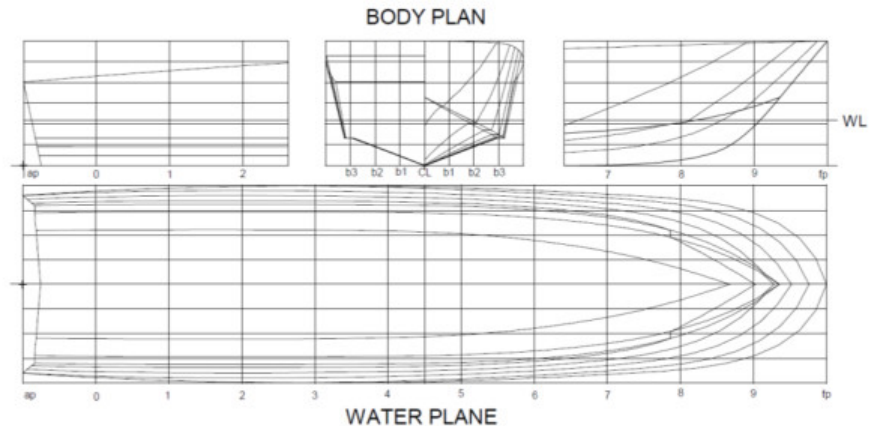 BODY PLAN
WL
ap 0 1 2
b3 b2 b1 CL b1 b2 b3
7 8 9 fp
ap 0 1 2 3 4 5 6 7 8 9 fp
WATER PLANE